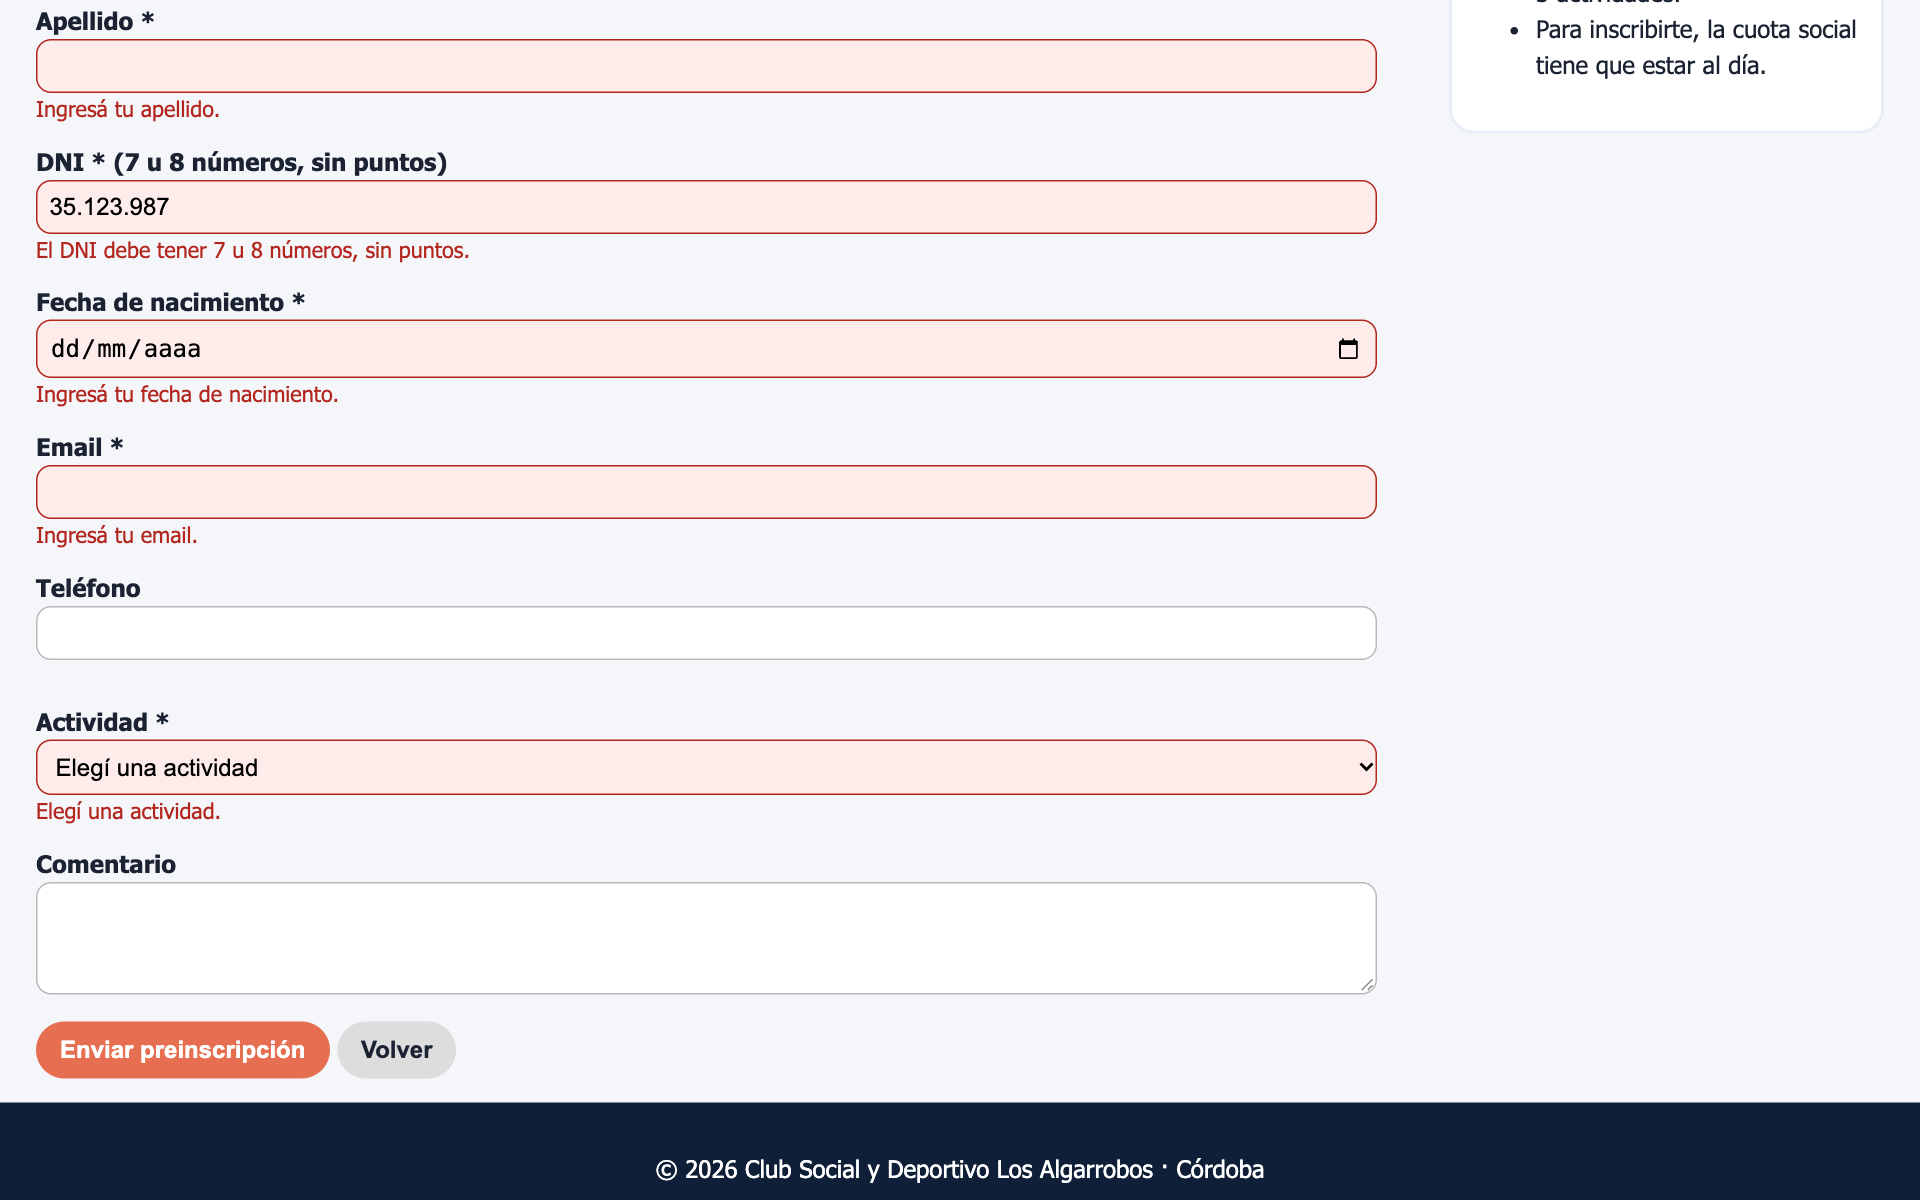 Apellido *
Ingresá tu apellido.
DNI * (7 u 8 números, sin puntos)
35.123.987
El DNI debe tener 7 u 8 números, sin puntos.
Fecha de nacimiento *
dd/mm/aaaa
Ingresá tu fecha de nacimiento.
Email *
Ingresá tu email.
Teléfono
Actividad *
Elegí una actividad
Elegí una actividad.
Comentario
Enviar preinscripción
Volver
actividades.
• Para inscribirte, la cuota social
tiene que estar al día.
© 2026 Club Social y Deportivo Los Algarrobos · Córdoba